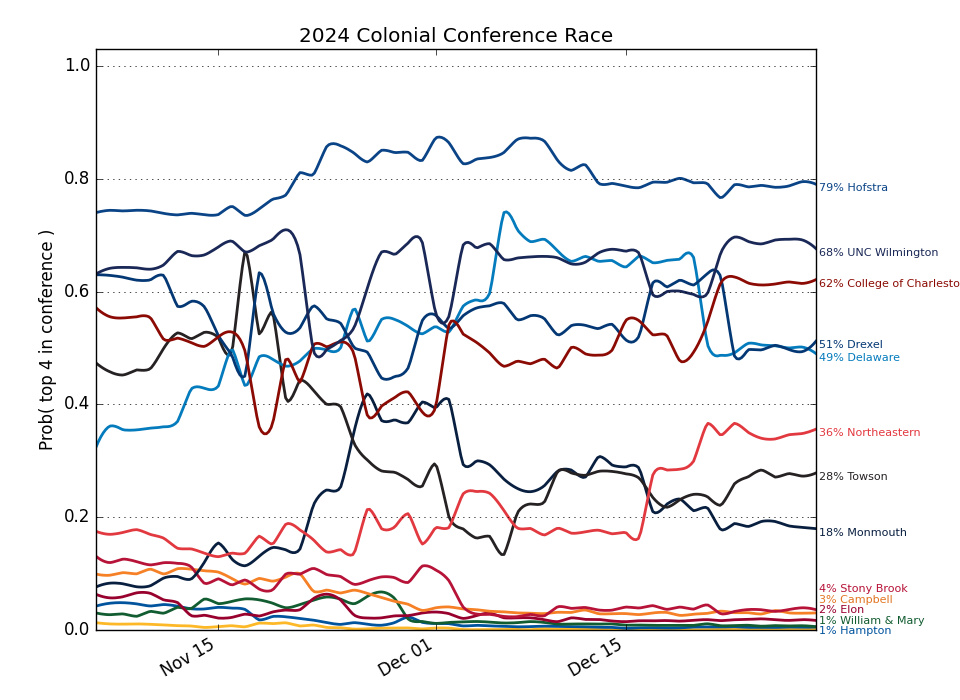 2024 Colonial Conference Race
Prob( top 4 in conference )
1.0
0.8
0.6
0.4
0.2
0.0
Nov 15
Dec 01
Dec 15
79% Hofstra
68% UNC Wilmington
62% College of Charlesto
51% Drexel
49% Delaware
36% Northeastern
28% Towson
18% Monmouth
4% Stony Brook
3% Campbell
2% Elon
1% William & Mary
1% Hampton